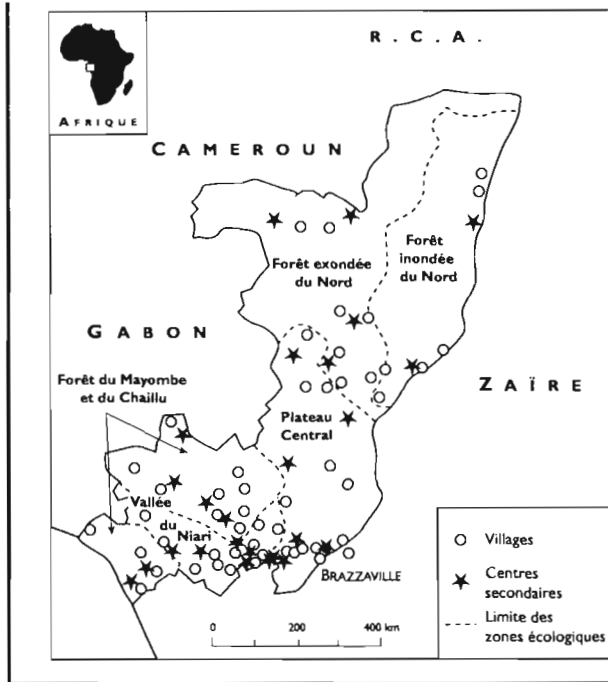 R.C.A.
AFRIQUE
CAMEROUN
Forêt exondée
du Nord
Forêt
inondée
du Nord
GABON
ZAÏRE
Forêt du Mayombe
et du Chaillu
Plateau
Central
Vallée
du
Niari
BRAZZAVILLE
0 200 400 km
Villages
Centres
secondaires
Limite des
zones écologiques